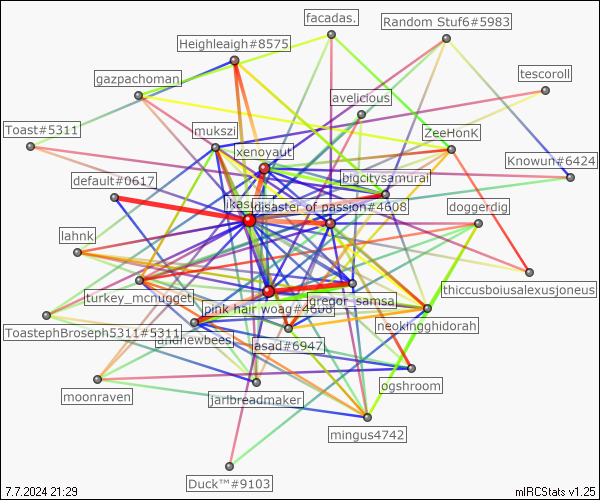 facadas.
Random Stuf6#5983
Heighleigh#8575
tescoroll
gazpachoman
avelicious
Toast#5311
mukszi
ZeeHonK
xenoyaut
Knowun#6424
bigcitysamurai
default#0617
disaster of passion#4608
doggerdig
lahnk
thiccusboiusalexusjoneus
turkey_mcnugget
gregor_samsa
pink hair woag#4608
neokingghidorah
ToastephBroseph5311#5311
andnewbees
asad#6947
ogshroom
moonraven
jarlbreadmaker
mingus4742
Duck™#9103
7.7.2024 21:29
mIRCStats v1.25